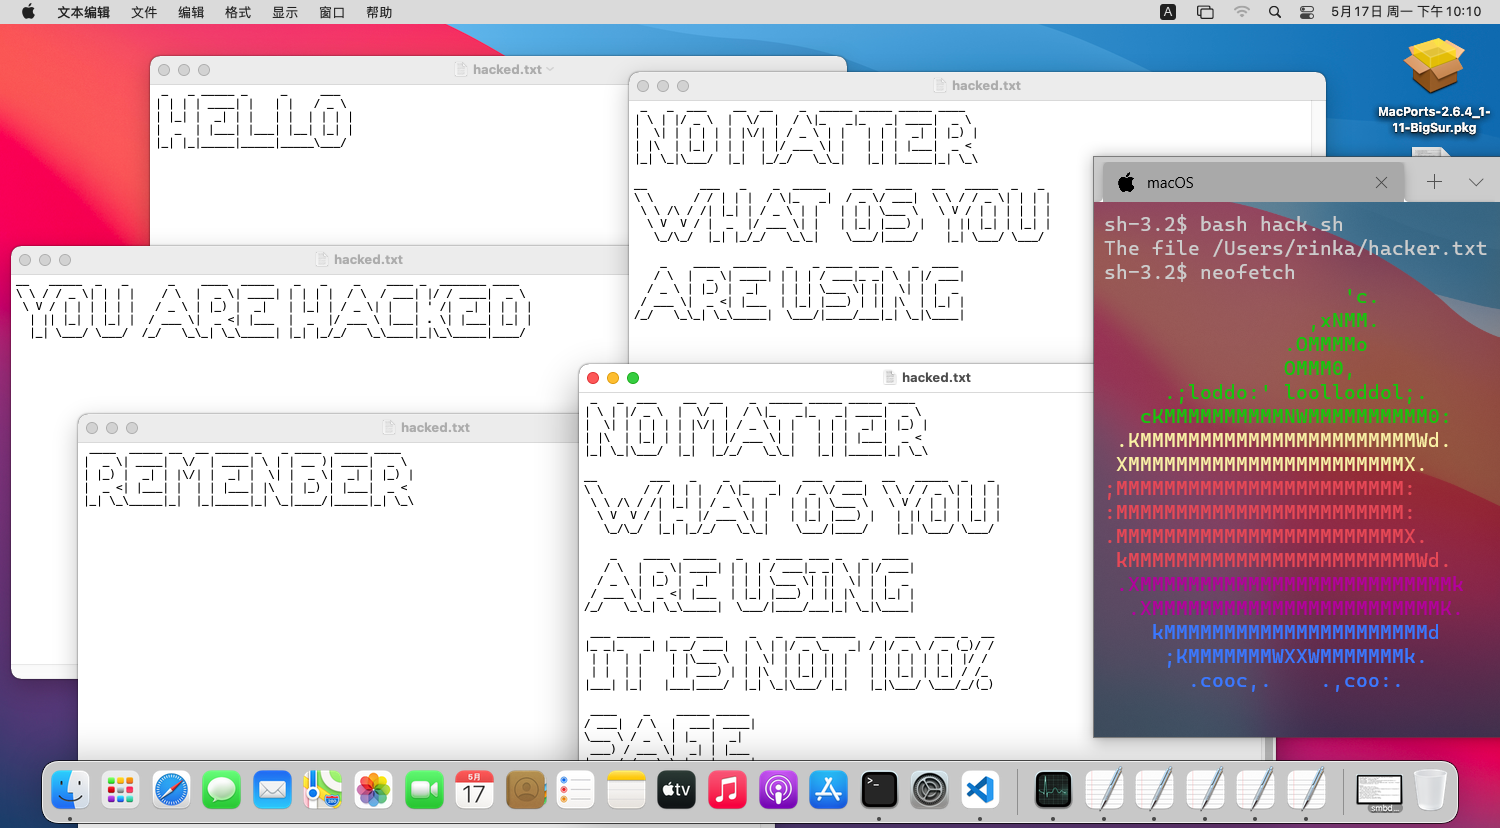 文本编辑 文件 编辑 格式 显示 窗口 帮助
A 5月17日 周一 下午10:10
MacPorts-2.6.4_1-
11-BigSur.pkg
hacked.txt
HELLO
hacked.txt
NO MATTER
WHAT OS YOU
ARE USING
hacked.txt
YOU ARE HACKED
hacked.txt
REMENBER
hacked.txt
NO MATTER
WHAT OS YOU
ARE USING
IT IS NOT 100%
SAFE
macOS
sh-3.2$ bash hack.sh
The file /Users/rinka/hacker.txt
sh-3.2$ neofetch
'c.
,xNMM.
.OMMMMo
OMMM0,
.;loddo:' loolloddol;.
cKMMMMMMMMMMNWMMMMMMMMMM0:
.KMMMMMMMMMMMMMMMMMMMMMMMWd.
XMMMMMMMMMMMMMMMMMMMMMMMX.
;MMMMMMMMMMMMMMMMMMMMMMMM:
:MMMMMMMMMMMMMMMMMMMMMMMM:
.MMMMMMMMMMMMMMMMMMMMMMMMX.
kMMMMMMMMMMMMMMMMMMMMMMMMWd.
.XMMMMMMMMMMMMMMMMMMMMMMMMMMk
.XMMMMMMMMMMMMMMMMMMMMMMMMK.
kMMMMMMMMMMMMMMMMMMMMMMd
;KMMMMMMMWXXWMMMMMMMk.
.cooc,. .,coo:.
5月
17
280
tv
>_
smbd...